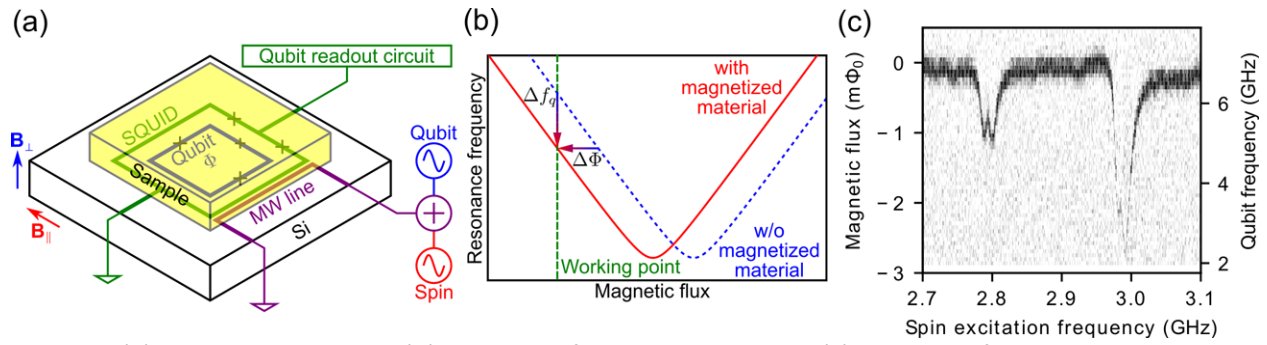 (a)
Qubit readout circuit
SQUID
Qubit
Φ
Sample
MW line
Si
B⊥
B∥
Qubit
Spin
(b)
Resonance frequency
Δf_q
ΔΦ
with
magnetized
material
w/o
magnetized
material
Working point
Magnetic flux
(c)
Magnetic flux (mΦ₀)
0
−1
−2
−3
2.7 2.8 2.9 3.0 3.1
Spin excitation frequency (GHz)
6
4
2
Qubit frequency (GHz)